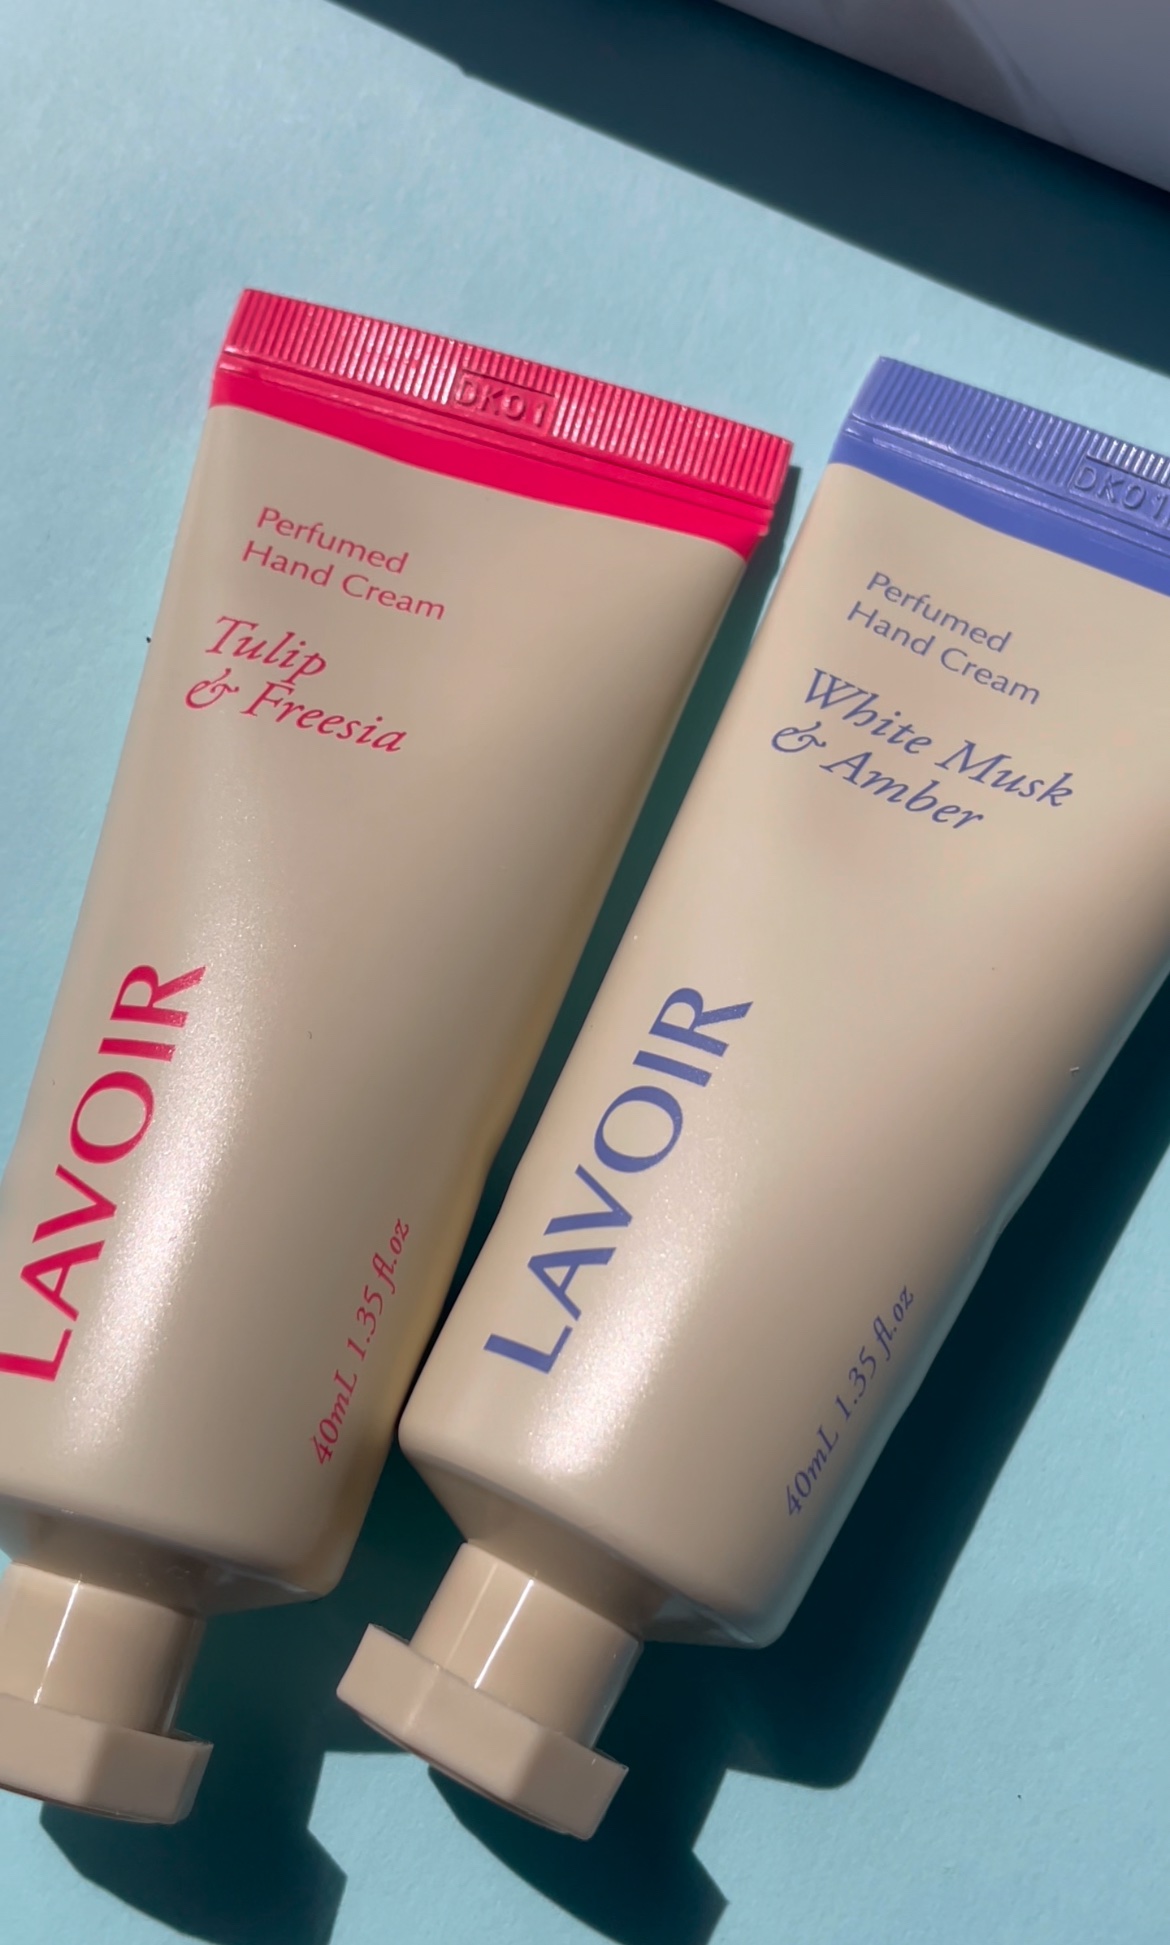 DK01
Perfumed
Hand Cream
Tulip
& Freesia
LAVOIR
40mL 1.35 fl.oz
DK01
Perfumed
Hand Cream
White Musk
& Amber
LAVOIR
40mL 1.35 fl.oz